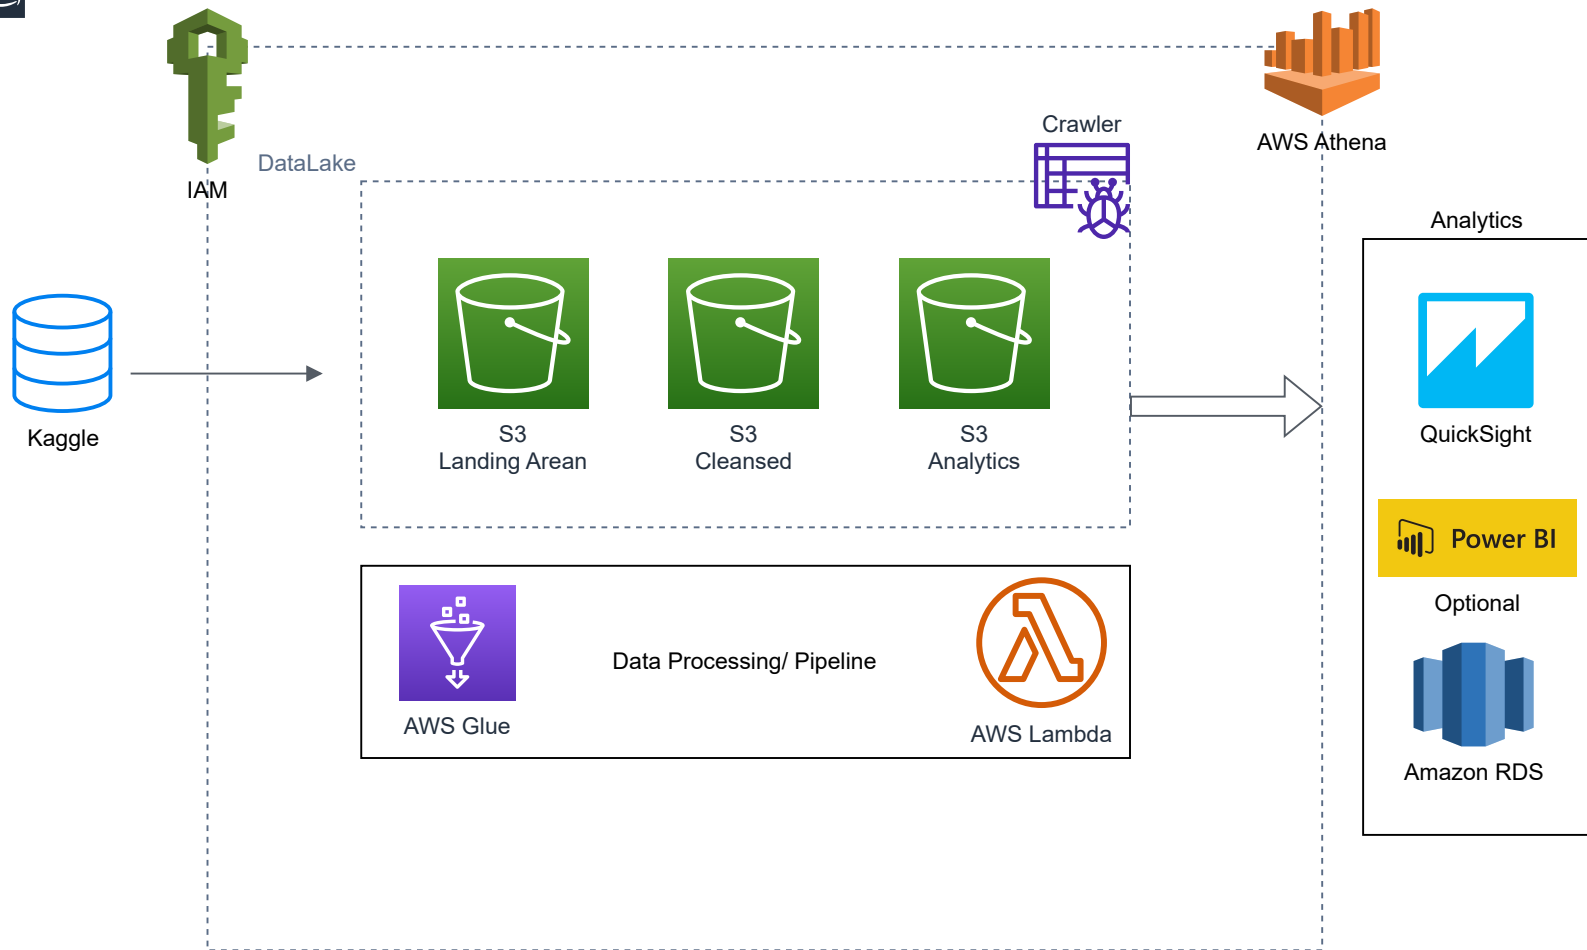 IAM
DataLake
Crawler
AWS Athena
Analytics
Kaggle
S3
Landing Arean
S3
Cleansed
S3
Analytics
QuickSight
Power BI
Optional
AWS Glue
Data Processing/ Pipeline
AWS Lambda
Amazon RDS